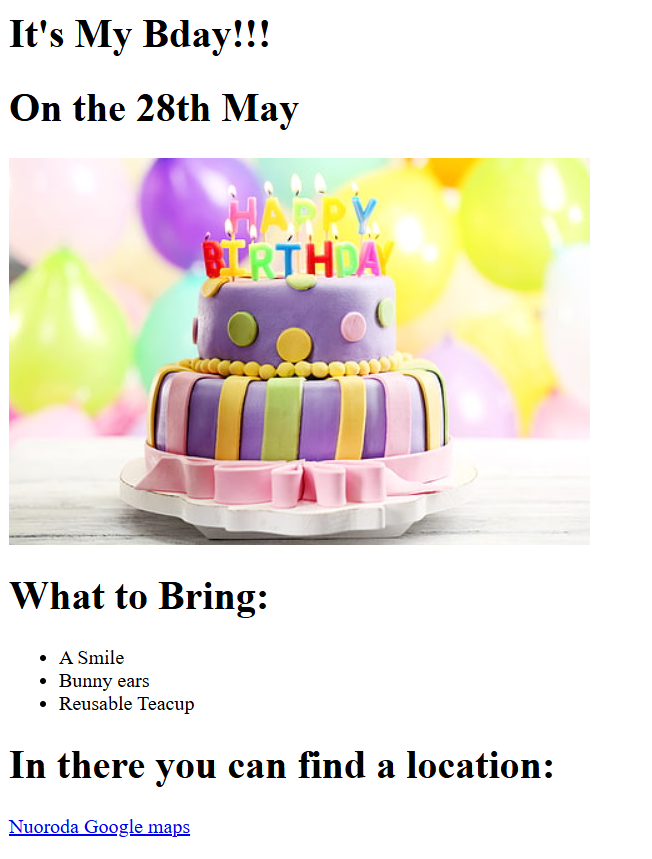 It's My Bday!!!
On the 28th May
HAPPY
BIRTHDAY
What to Bring:
A Smile
Bunny ears
Reusable Teacup
In there you can find a location:
Nuoroda Google maps